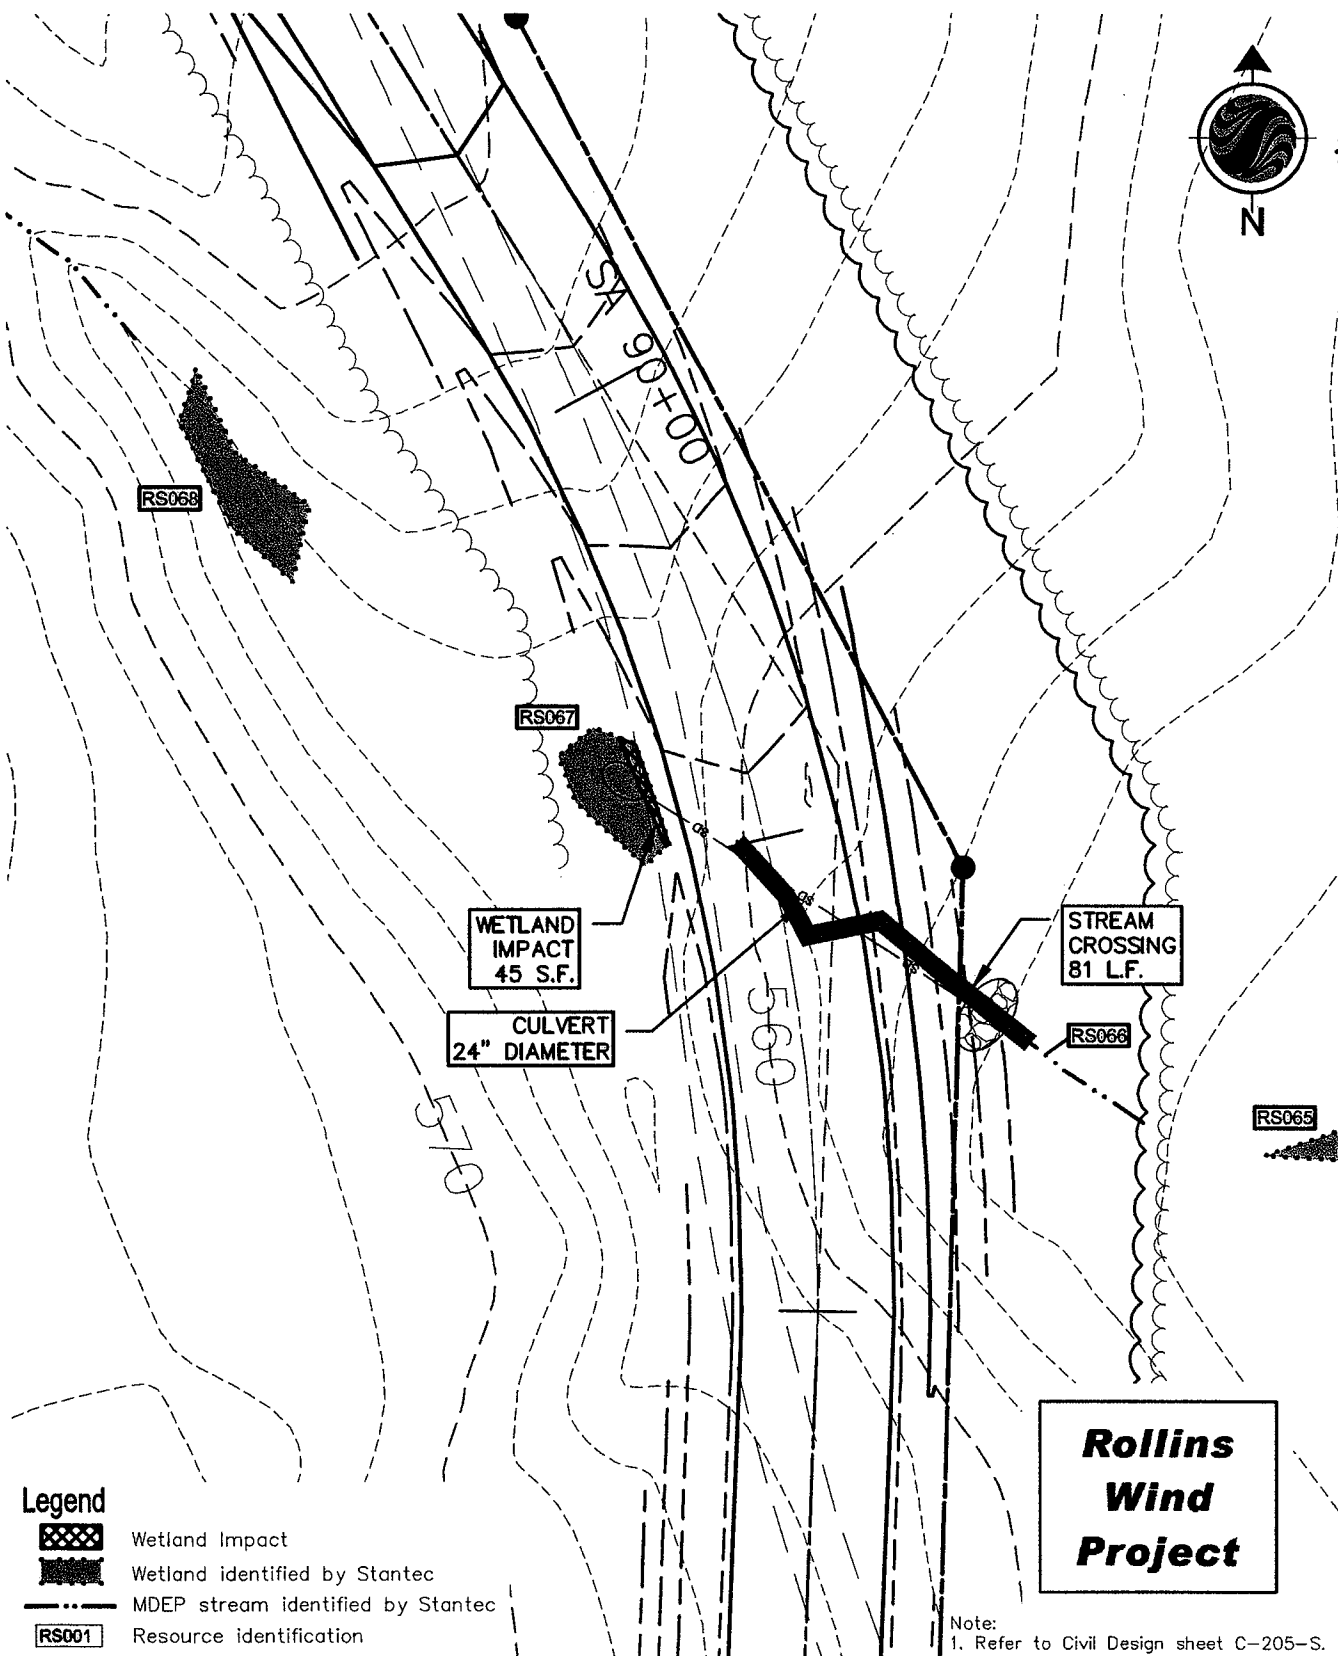 N
SA 90+00
RS068
RS067
WETLAND
IMPACT
45 S.F.
STREAM
CROSSING
81 L.F.
CULVERT
24" DIAMETER
RS066
560
570
RS065
Rollins
Wind
Project
Legend
Wetland Impact
Wetland identified by Stantec
MDEP stream identified by Stantec
RS001 Resource identification
Note:
1. Refer to Civil Design sheet C-205-S.